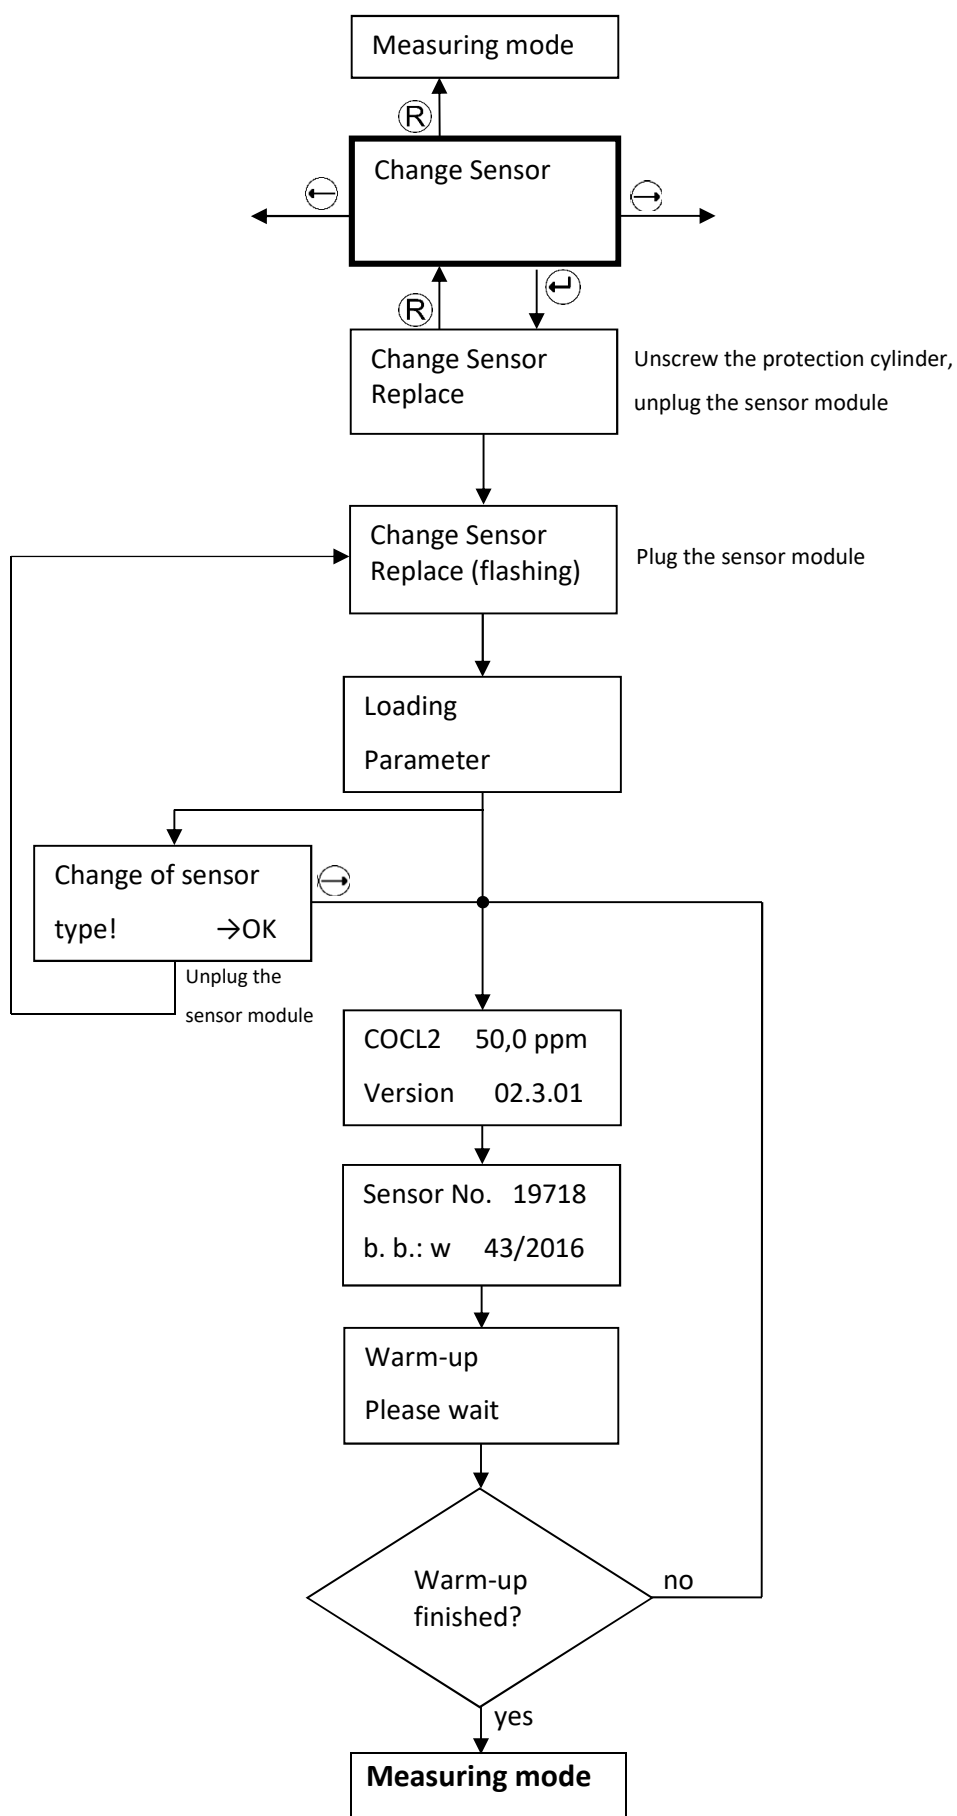 Measuring mode
R
Change Sensor
R
Change Sensor
Replace
Unscrew the protection cylinder,
unplug the sensor module
Change Sensor
Replace (flashing)
Plug the sensor module
Loading
Parameter
Change of sensor
type! →OK
Unplug the
sensor module
COCL2 50,0 ppm
Version 02.3.01
Sensor No. 19718
b. b.: w 43/2016
Warm-up
Please wait
Warm-up
finished?
no
yes
Measuring mode